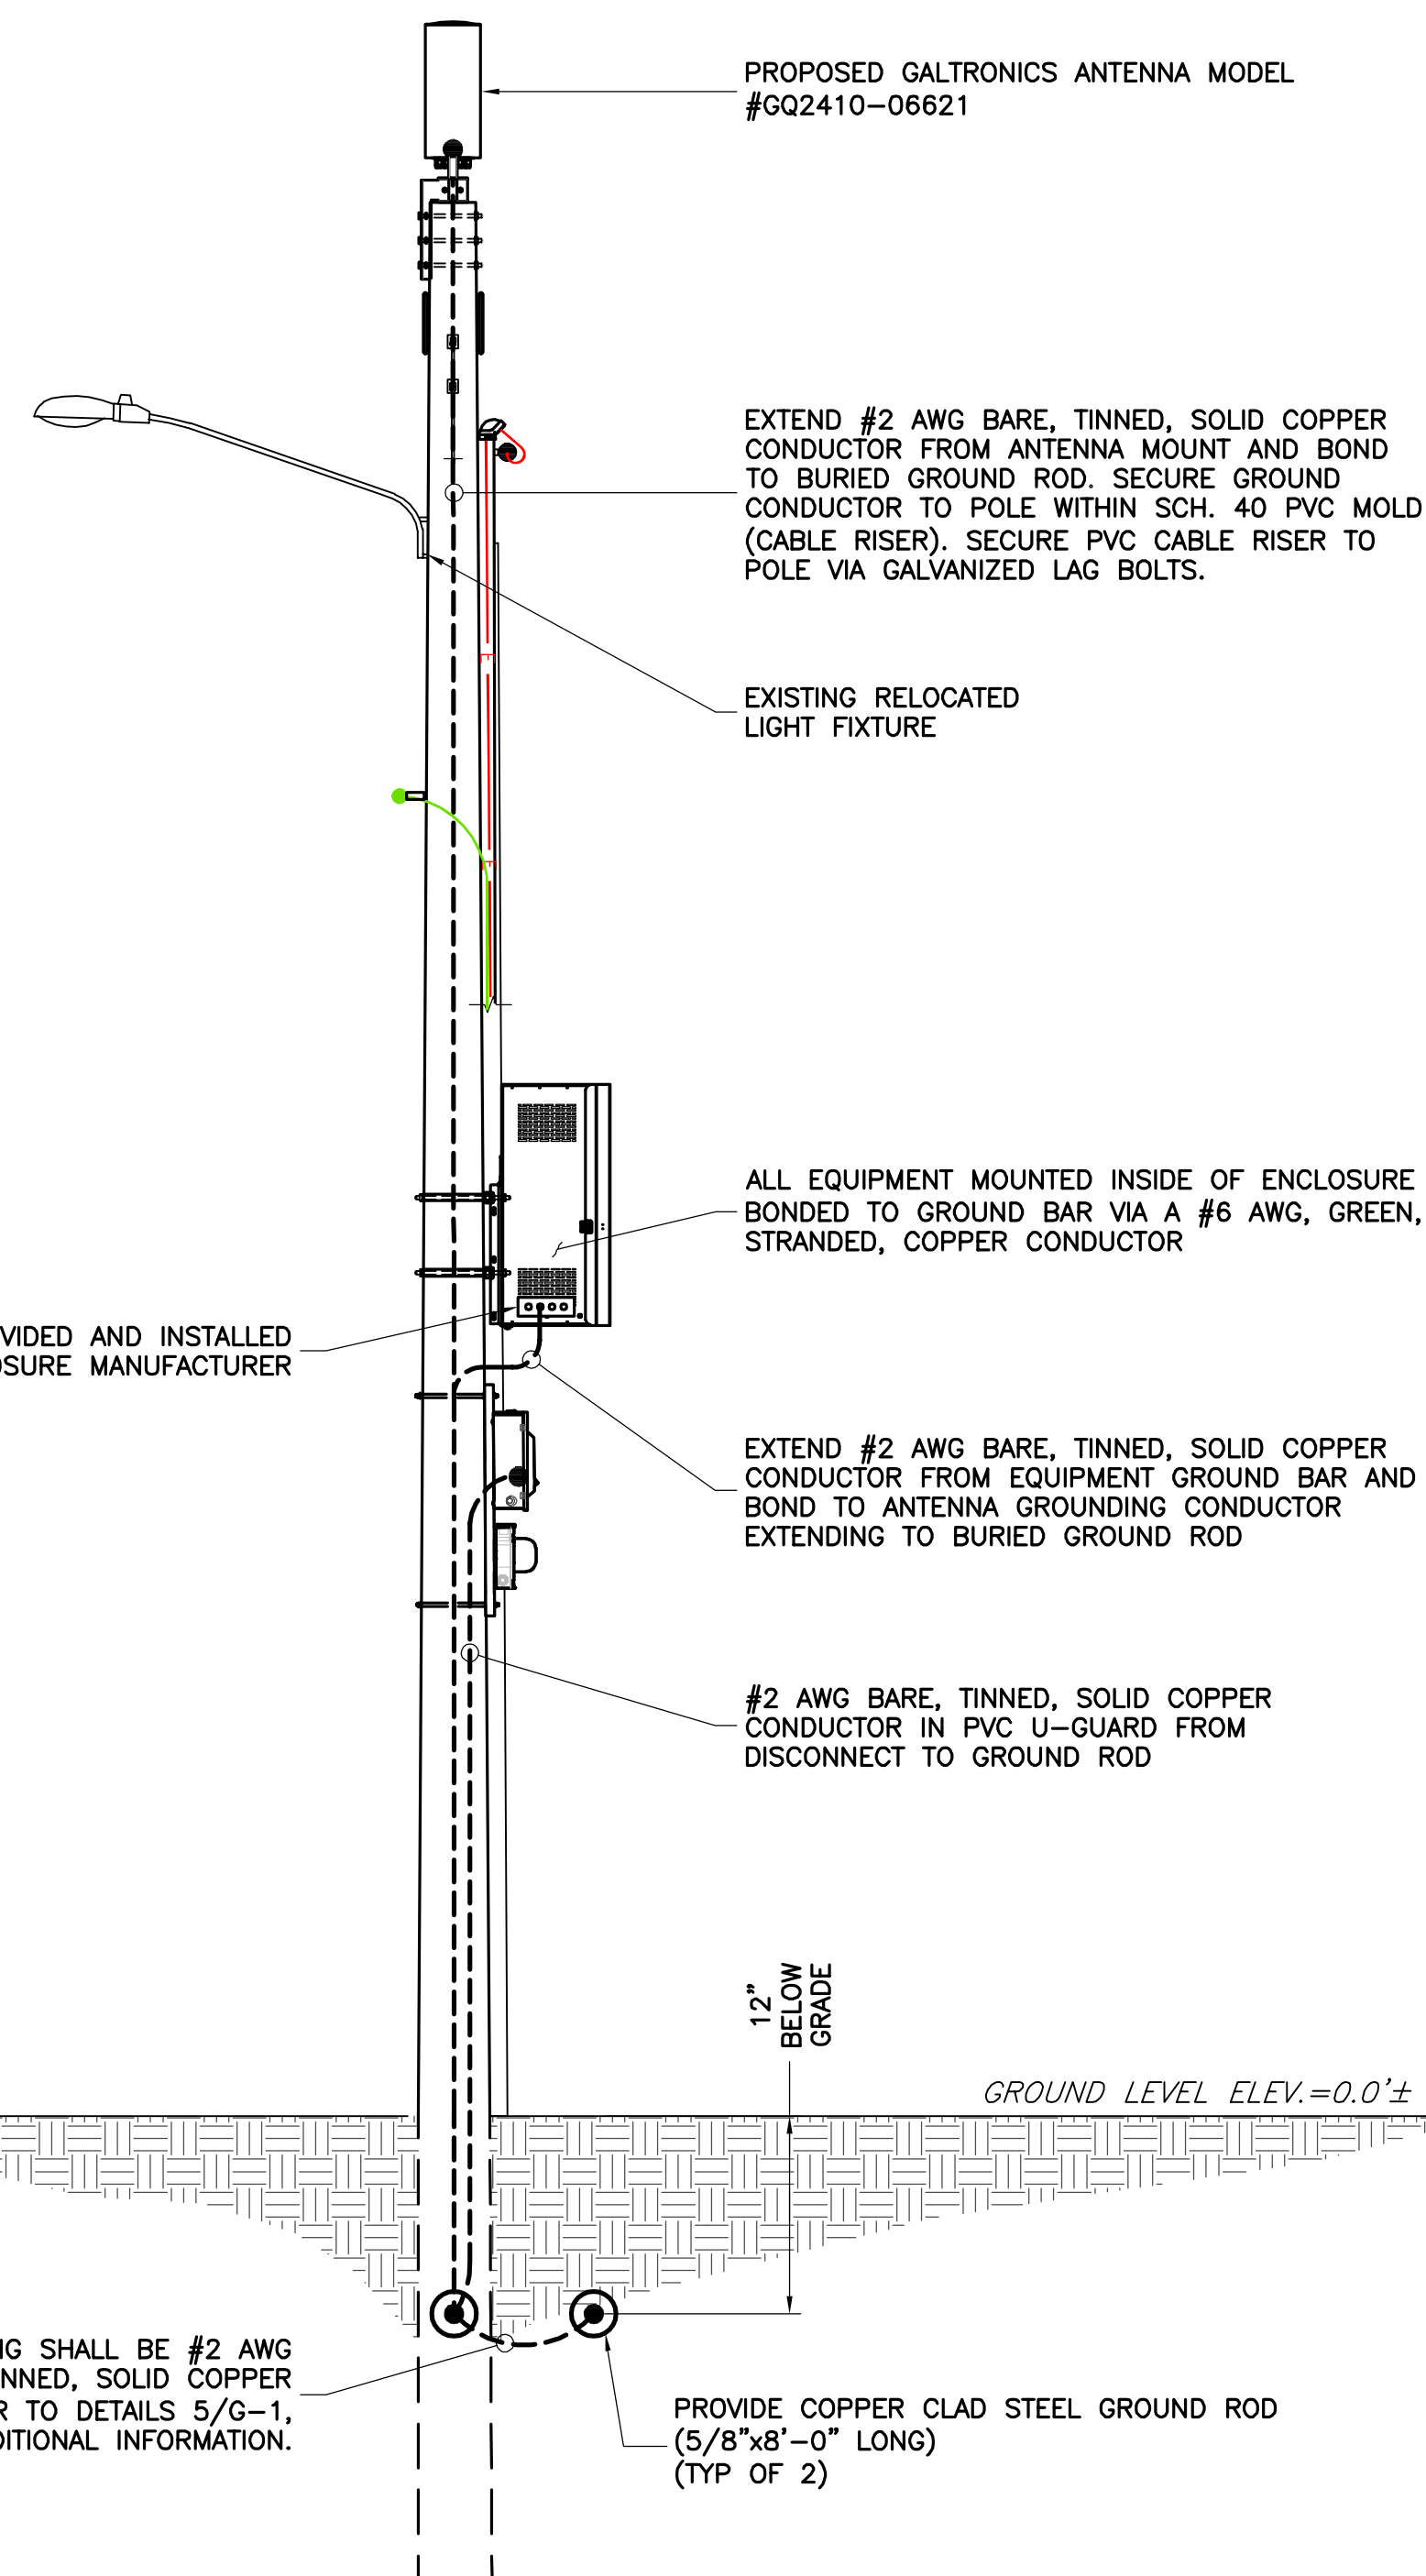 PROPOSED GALTRONICS ANTENNA MODEL
#GQ2410-06621
EXTEND #2 AWG BARE, TINNED, SOLID COPPER
CONDUCTOR FROM ANTENNA MOUNT AND BOND
TO BURIED GROUND ROD. SECURE GROUND
CONDUCTOR TO POLE WITHIN SCH. 40 PVC MOLD
(CABLE RISER). SECURE PVC CABLE RISER TO
POLE VIA GALVANIZED LAG BOLTS.
EXISTING RELOCATED
LIGHT FIXTURE
E
E
ALL EQUIPMENT MOUNTED INSIDE OF ENCLOSURE
BONDED TO GROUND BAR VIA A #6 AWG, GREEN,
STRANDED, COPPER CONDUCTOR
VIDED AND INSTALLED
OSURE MANUFACTURER
EXTEND #2 AWG BARE, TINNED, SOLID COPPER
CONDUCTOR FROM EQUIPMENT GROUND BAR AND
BOND TO ANTENNA GROUNDING CONDUCTOR
EXTENDING TO BURIED GROUND ROD
#2 AWG BARE, TINNED, SOLID COPPER
CONDUCTOR IN PVC U-GUARD FROM
DISCONNECT TO GROUND ROD
12"
BELOW
GRADE
GROUND LEVEL ELEV.=0.0'±
NG SHALL BE #2 AWG
NNED, SOLID COPPER
R TO DETAILS 5/G-1,
DITIONAL INFORMATION.
PROVIDE COPPER CLAD STEEL GROUND ROD
(5/8"x8'-0" LONG)
(TYP OF 2)